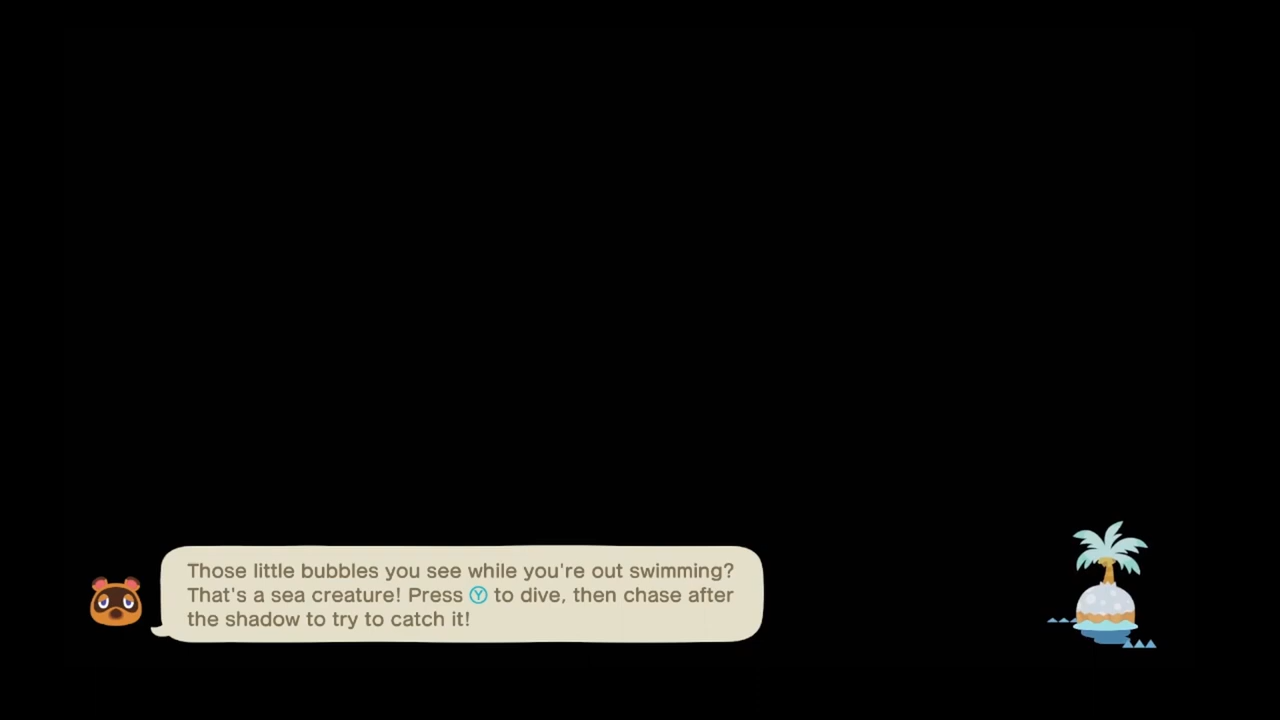 Those little bubbles you see while you're out swimming?
That's a sea creature! Press Ⓨ to dive, then chase after
the shadow to try to catch it!